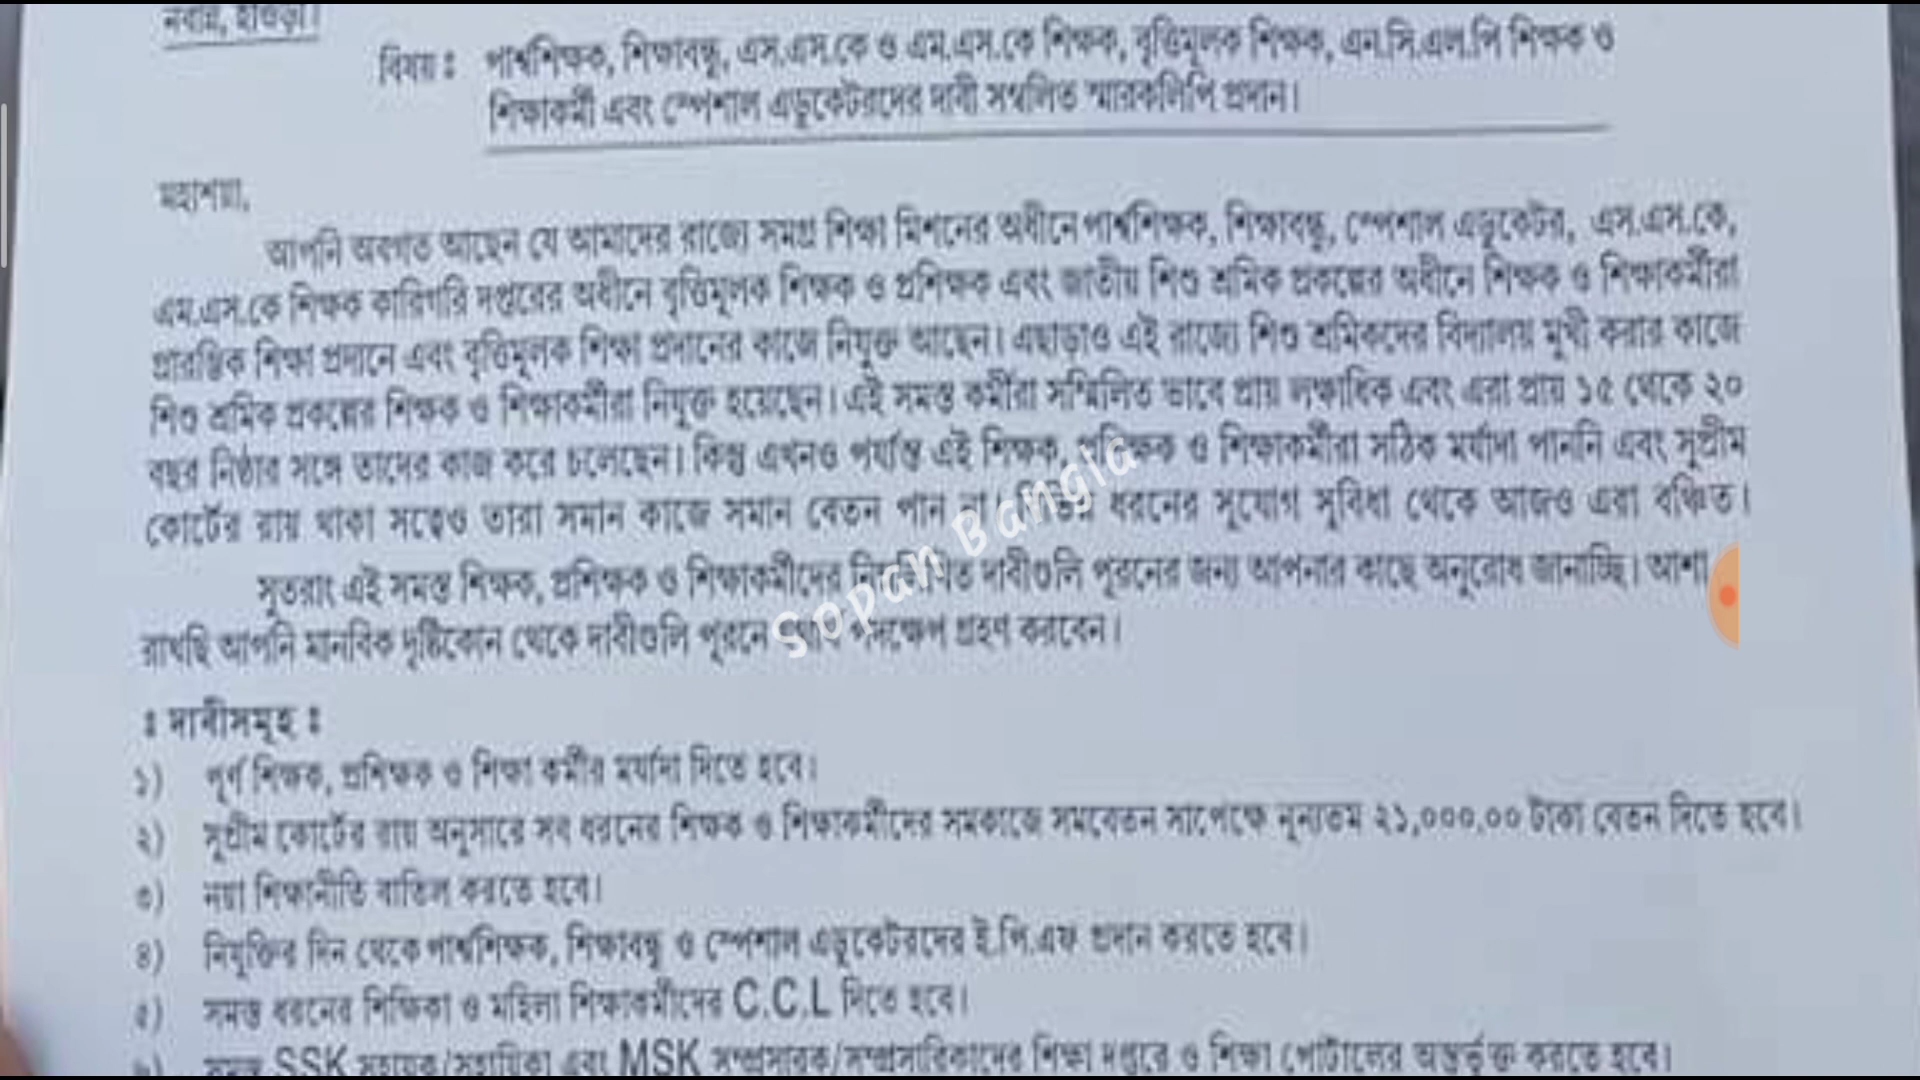 নবান্ন, হাওড়া।
বিষয় ঃ পার্শ্বশিক্ষক, শিক্ষাবন্ধু, এস.এস.কে ও এম.এস.কে শিক্ষক, বৃত্তিমূলক শিক্ষক, এন.সি.এল.পি শিক্ষক ও
শিক্ষাকর্মী এবং স্পেশাল এডুকেটরদের দাবী সম্বলিত স্মারকলিপি প্রদান।
মহাশয়া,
আপনি অবগত আছেন যে আমাদের রাজ্যে সমগ্র শিক্ষা মিশনের অধীনে পার্শ্বশিক্ষক, শিক্ষাবন্ধু, স্পেশাল এডুকেটর, এস.এস.কে,
এম.এস.কে শিক্ষক কারিগরি দপ্তরের অধীনে বৃত্তিমূলক শিক্ষক ও প্রশিক্ষক এবং জাতীয় শিশু শ্রমিক প্রকল্পের অধীনে শিক্ষক ও শিক্ষাকর্মীরা
প্রারম্ভিক শিক্ষা প্রদানে এবং বৃত্তিমূলক শিক্ষা প্রদানের কাজে নিযুক্ত আছেন। এছাড়াও এই রাজ্যে শিশু শ্রমিকদের বিদ্যালয় মুখী করার কাজে
শিশু শ্রমিক প্রকল্পের শিক্ষক ও শিক্ষাকর্মীরা নিযুক্ত হয়েছেন। এই সমস্ত কর্মীরা সম্মিলিত ভাবে প্রায় লক্ষাধিক এবং এরা প্রায় ১৫ থেকে ২০
বছর নিষ্ঠার সঙ্গে তাদের কাজ করে চলেছেন। কিন্তু এখনও পর্য্যন্ত এই শিক্ষক, প্রশিক্ষক ও শিক্ষাকর্মীরা সঠিক মর্যাদা পাননি এবং সুপ্রীম
কোর্টের রায় থাকা সত্বেও তারা সমান কাজে সমান বেতন পান না। ধরনের সুযোগ সুবিধা থেকে আজও এরা বঞ্চিত।
সুতরাং এই সমস্ত শিক্ষক, প্রশিক্ষক ও শিক্ষাকর্মীদের নিম্নলিখিত দাবীগুলি পূরনের জন্য আপনার কাছে অনুরোধ জানাচ্ছি। আশা
রাখছি আপনি মানবিক দৃষ্টিকোন থেকে দাবীগুলি পূরনে পদক্ষেপ গ্রহণ করবেন।
Sopan Bangia
ঃ দাবীসমূহ ঃ
১) পূর্ণ শিক্ষক, প্রশিক্ষক ও শিক্ষা কর্মীর মর্যাদা দিতে হবে।
২) সুপ্রীম কোর্টের রায় অনুসারে সব ধরনের শিক্ষক ও শিক্ষাকর্মীদের সমকাজে সমবেতন সাপেক্ষে নূন্যতম ২১,০০০.০০ টাকা বেতন দিতে হবে।
৩) নয়া শিক্ষানীতি বাতিল করতে হবে।
৪) নিযুক্তির দিন থেকে পার্শ্বশিক্ষক, শিক্ষাবন্ধু ও স্পেশাল এডুকেটরদের ই.পি.এফ প্রদান করতে হবে।
৫) সমস্ত ধরনের শিক্ষিকা ও মহিলা শিক্ষাকর্মীদের C.C.L দিতে হবে।
৬) সমস্ত SSK সহায়ক/সহায়িকা এবং MSK সম্প্রসারক/সম্প্রসারিকাদের শিক্ষা দপ্তরে ও শিক্ষা পোর্টালের অন্তর্ভুক্ত করতে হবে।